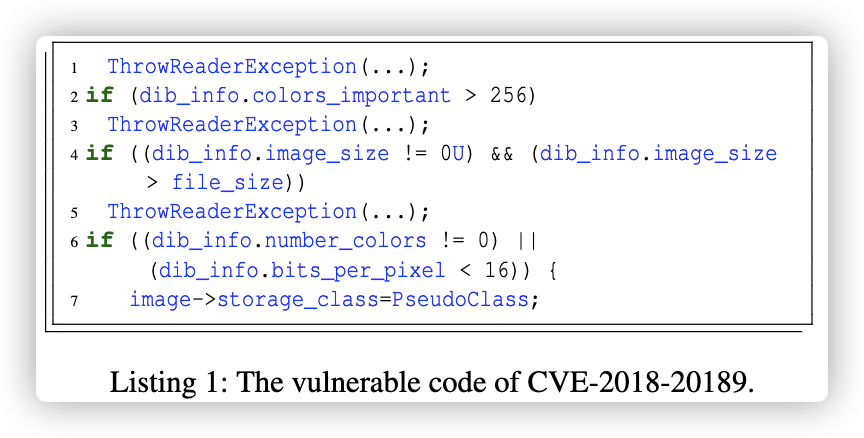 1 ThrowReaderException(...);
2 if (dib_info.colors_important > 256)
3 ThrowReaderException(...);
4 if ((dib_info.image_size != 0U) && (dib_info.image_size
> file_size))
5 ThrowReaderException(...);
6 if ((dib_info.number_colors != 0) ||
(dib_info.bits_per_pixel < 16)) {
7 image->storage_class=PseudoClass;
Listing 1: The vulnerable code of CVE-2018-20189.